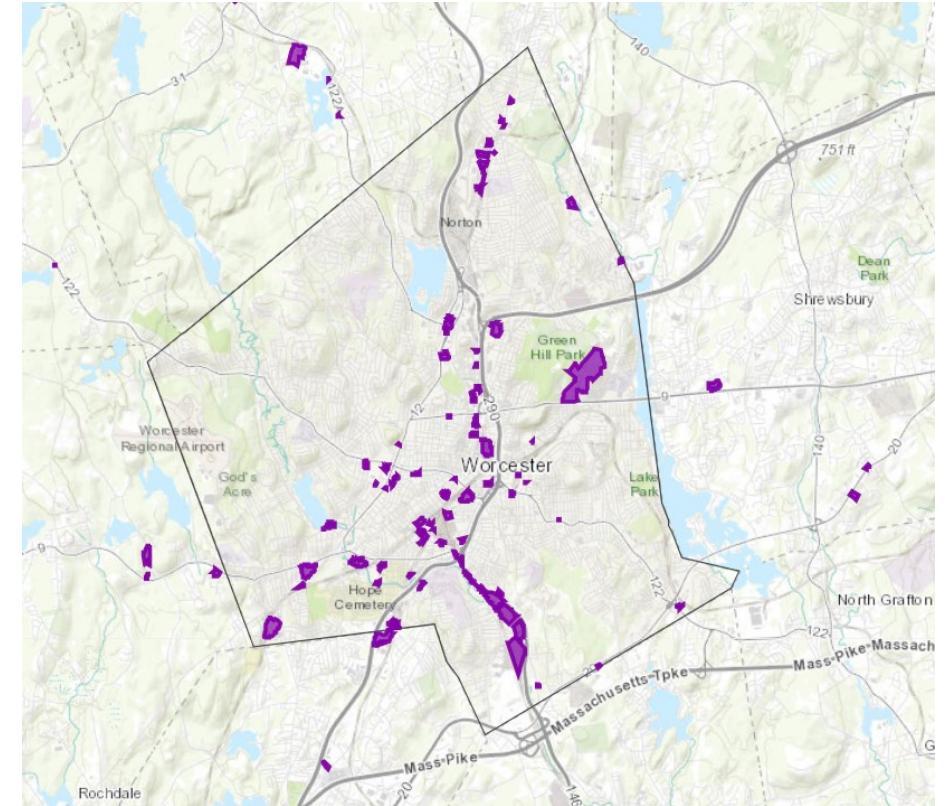 140
31
122A
751 ft
Norton
Dean
Park
122
Shrewsbury
Green
Hill Park
9
12
290
Worcester
Regional Airport
140
20
Worcester
God's
Acre
Lake
Park
9
122
Hope
Cemetery
North Grafton
122
20
Mass-Pike-Massach
Massachusetts-Tpke
Mass-Pike
G
Rochdale
20
146